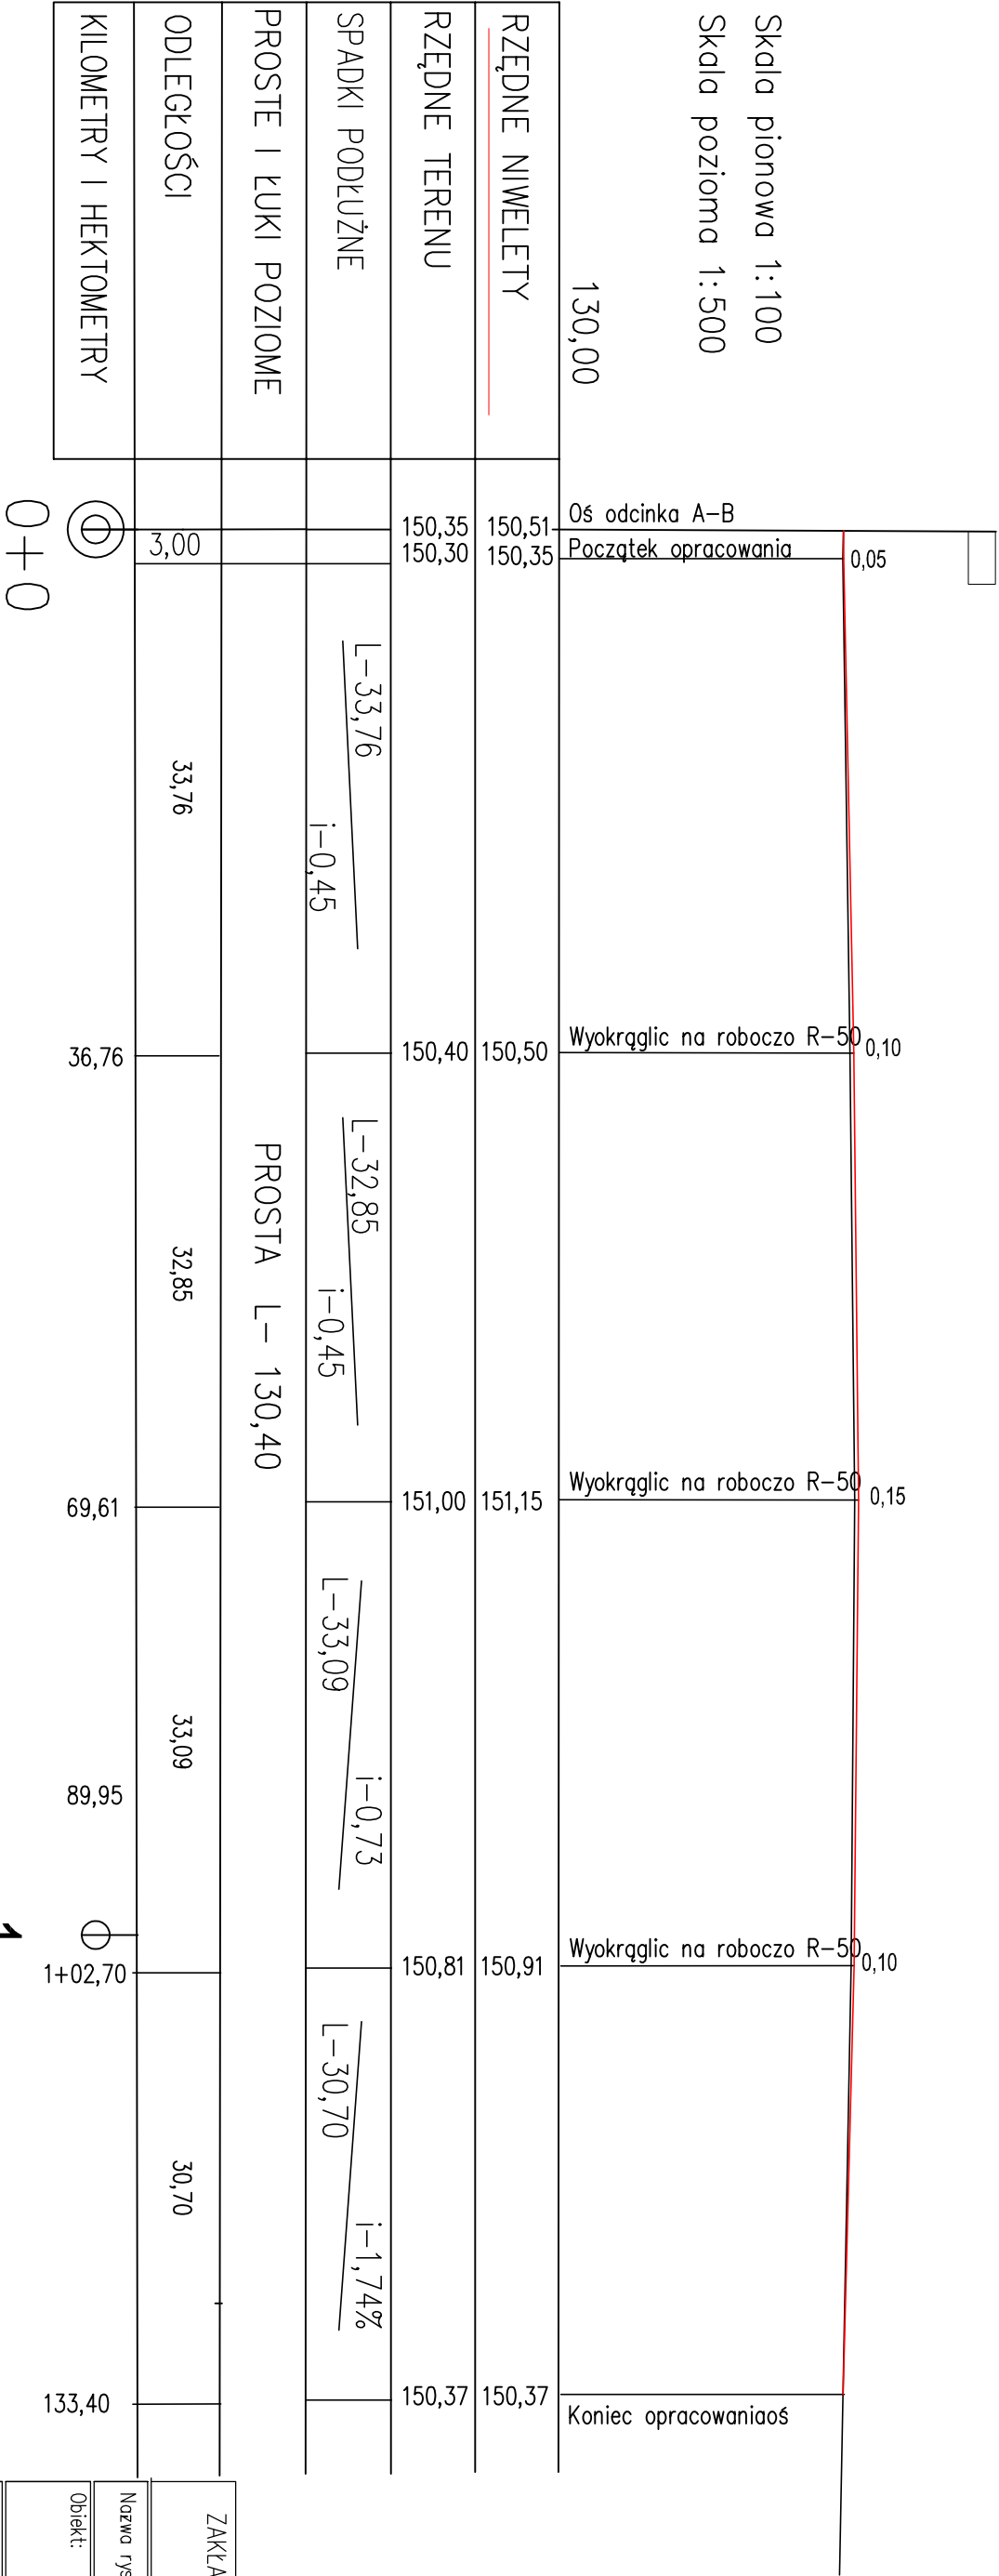 Skala pionowa 1:100
Skala pozioma 1:500
130,00
Oś odcinka A-B
Początek opracowania
0,05
Wyokrąglic na roboczo R-50
0,10
Wyokrąglic na roboczo R-50
0,15
Wyokrąglic na roboczo R-50
0,10
Koniec opracowaniaoś
RZĘDNE NIWELETY
150,51
150,35
150,50
151,15
150,91
150,37
RZĘDNE TERENU
150,35
150,30
150,40
151,00
150,81
150,37
SPADKI PODŁUŻNE
L-33,76
i-0,45
L-32,85
i-0,45
L-33,09
i-0,73
L-30,70
i-1,74%
PROSTE I ŁUKI POZIOME
PROSTA L- 130,40
ODLEGŁOŚCI
3,00
33,76
32,85
33,09
30,70
KILOMETRY I HEKTOMETRY
36,76
69,61
89,95
1+02,70
133,40
0+0
1
ZAKŁA
Nazwa rys
Obiekt: